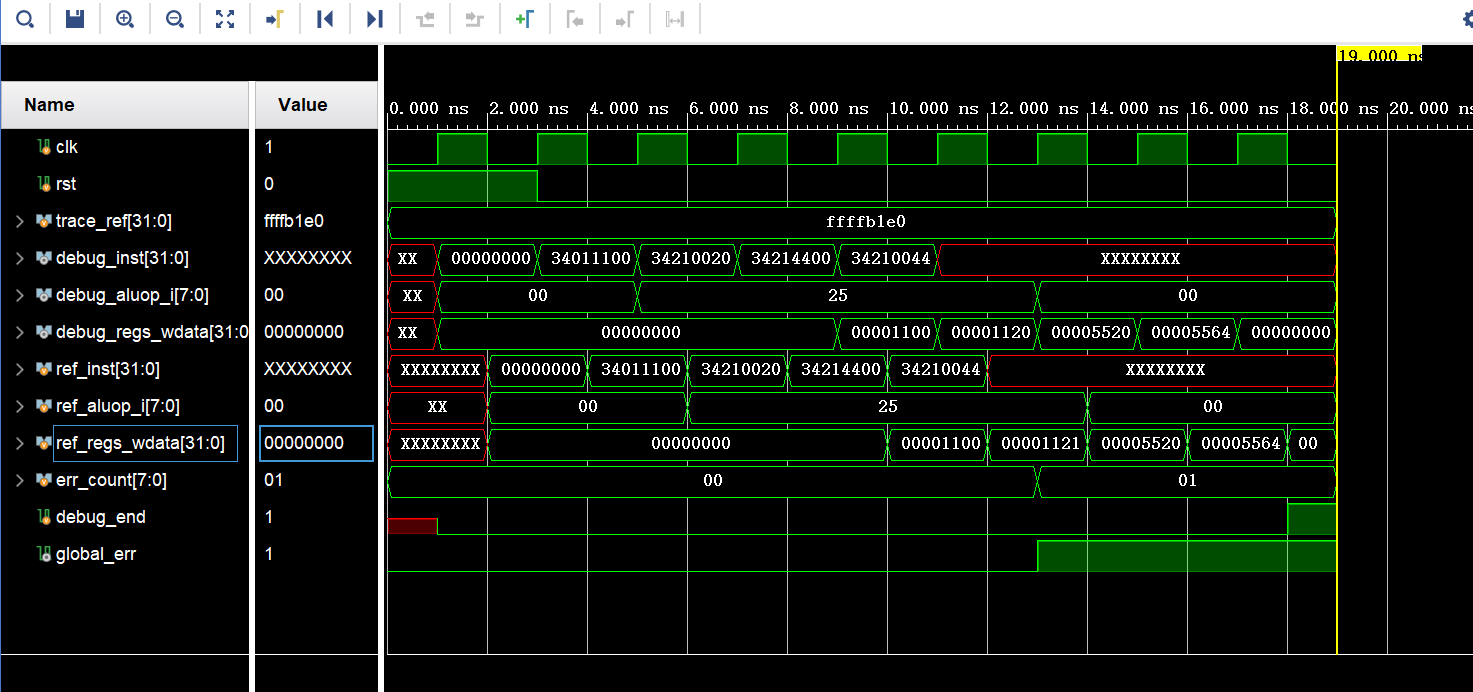 19.000 ns
Name Value
0.000 ns 2.000 ns 4.000 ns 6.000 ns 8.000 ns 10.000 ns 12.000 ns 14.000 ns 16.000 ns 18.000 ns 20.000 ns
clk 1
rst 0
trace_ref[31:0] ffffb1e0 ffffb1e0
debug_inst[31:0] XXXXXXXX XX 00000000 34011100 34210020 34214400 34210044 XXXXXXXX
debug_aluop_i[7:0] 00 XX 00 25 00
debug_regs_wdata[31:0 00000000 XX 00000000 00001100 00001120 00005520 00005564 00000000
ref_inst[31:0] XXXXXXXX XXXXXXXX 00000000 34011100 34210020 34214400 34210044 XXXXXXXX
ref_aluop_i[7:0] 00 XX 00 25 00
ref_regs_wdata[31:0] 00000000 XXXXXXXX 00000000 00001100 00001121 00005520 00005564 00
err_count[7:0] 01 00 01
debug_end 1
global_err 1